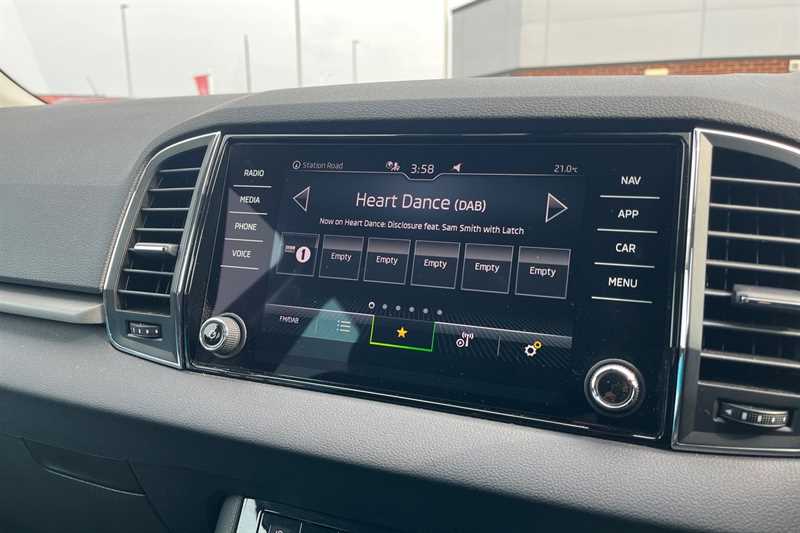 Station Road
3:58
21.0°C
RADIO
MEDIA
PHONE
VOICE
Heart Dance (DAB)
Now on Heart Dance: Disclosure feat. Sam Smith with Latch
1
Empty
Empty
Empty
Empty
Empty
FM/DAB
NAV
APP
CAR
MENU